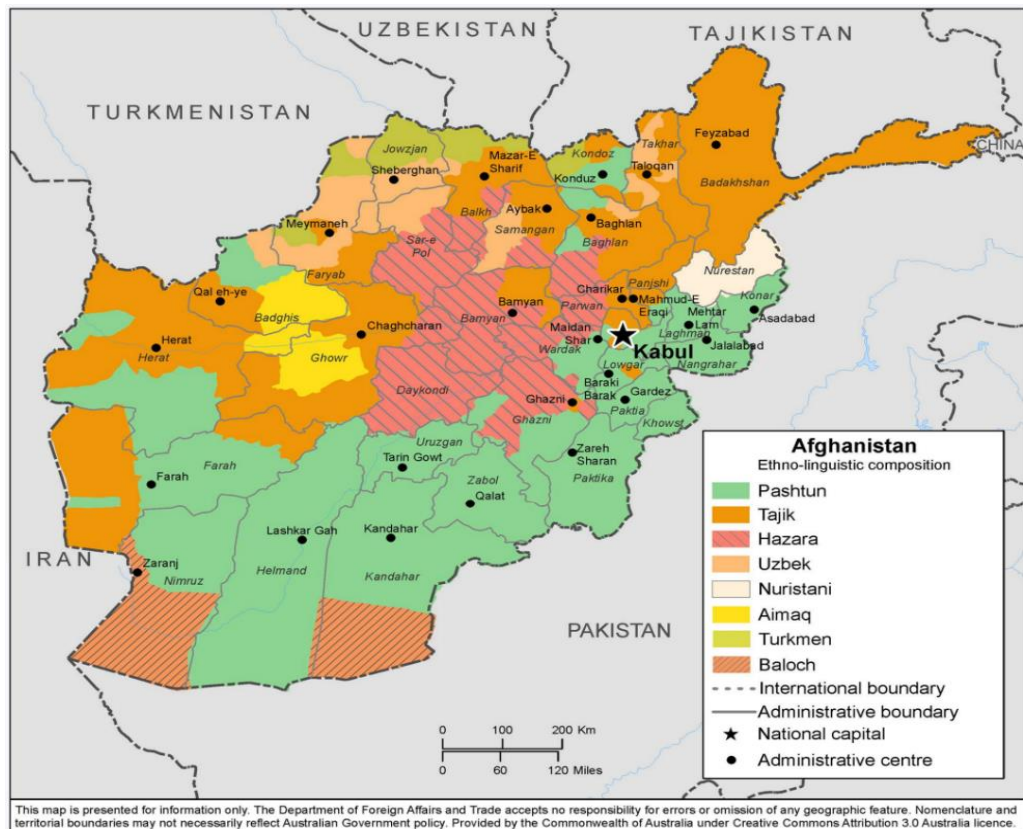 UZBEKISTAN
TAJIKISTAN
TURKMENISTAN
CHINA
Feyzabad
Jowzjan
Mazar-E
Sharif
Kondoz
Takhar
Sheberghan
Konduz
Taloqan
Badakhshan
Balkh
Aybak
Baghlan
Meymaneh
Samangan
Sar-e
Pol
Baghlan
Faryab
Nurestan
Panjshi
Charikar
Qal eh-ye
Parwan
Mahmud-E
Eraqi
Konar
Badghis
Bamyan
Mehtar
Lam
Asadabad
Chaghcharan
Bamyan
Maidan
Shar
Laghman
Herat
Wardak
Kabul
Jalalabad
Herat
Ghowr
Lowgar
Nangrahar
Daykondi
Baraki
Barak
Gardez
Ghazni
Paktia
Ghazni
Khowst
Uruzgan
Zareh
Sharan
Tarin Gowt
Farah
Zabol
Paktika
Farah
Qalat
Lashkar Gah
Kandahar
IRAN
Zaranj
Nimruz
Helmand
Kandahar
PAKISTAN
Afghanistan
Ethno-linguistic composition
Pashtun
Tajik
Hazara
Uzbek
Nuristani
Aimaq
Turkmen
Baloch
International boundary
Administrative boundary
National capital
Administrative centre
0 100 200 Km
0 60 120 Miles
This map is presented for information only. The Department of Foreign Affairs and Trade accepts no responsibility for errors or omission of any geographic feature. Nomenclature and
territorial boundaries may not necessarily reflect Australian Government policy. Provided by the Commonwealth of Australia under Creative Commons Attribution 3.0 Australia licence.